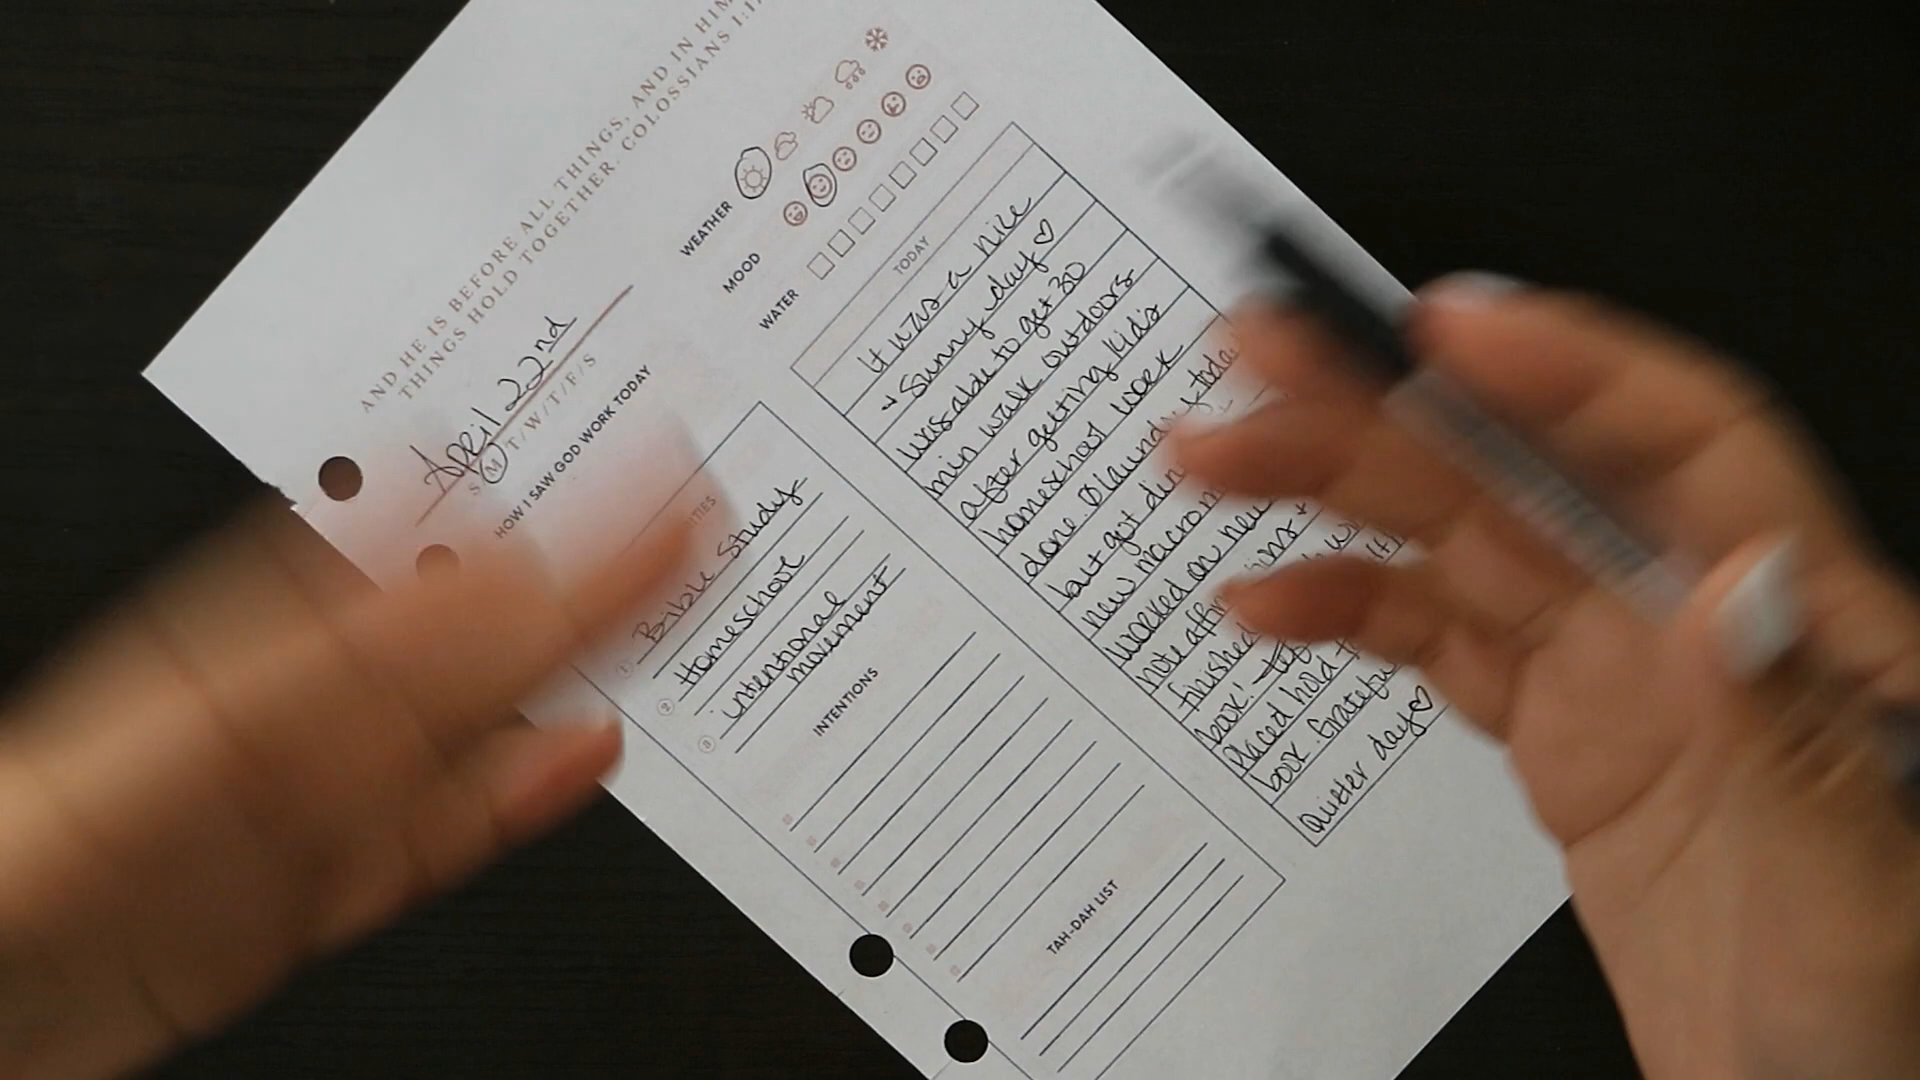 AND HE IS BEFORE ALL THINGS, AND IN HIM
THINGS HOLD TOGETHER. COLOSSIANS 1:17
April 22nd
S M T / W / T / F / S
HOW I SAW GOD WORK TODAY
WEATHER
MOOD
WATER
1 Bible Study
2 Homeschool
3 intentional
movement
INTENTIONS
TAH-DAH LIST
TODAY
It was a nice
+ sunny day ♡
was able to get 30
min walk outdoors
after getting kid's
homeschool work
done. Ø laundry today
but got
new
worked on new
note +
finished
book!
placed hold
book. Grateful
quieter day ♡